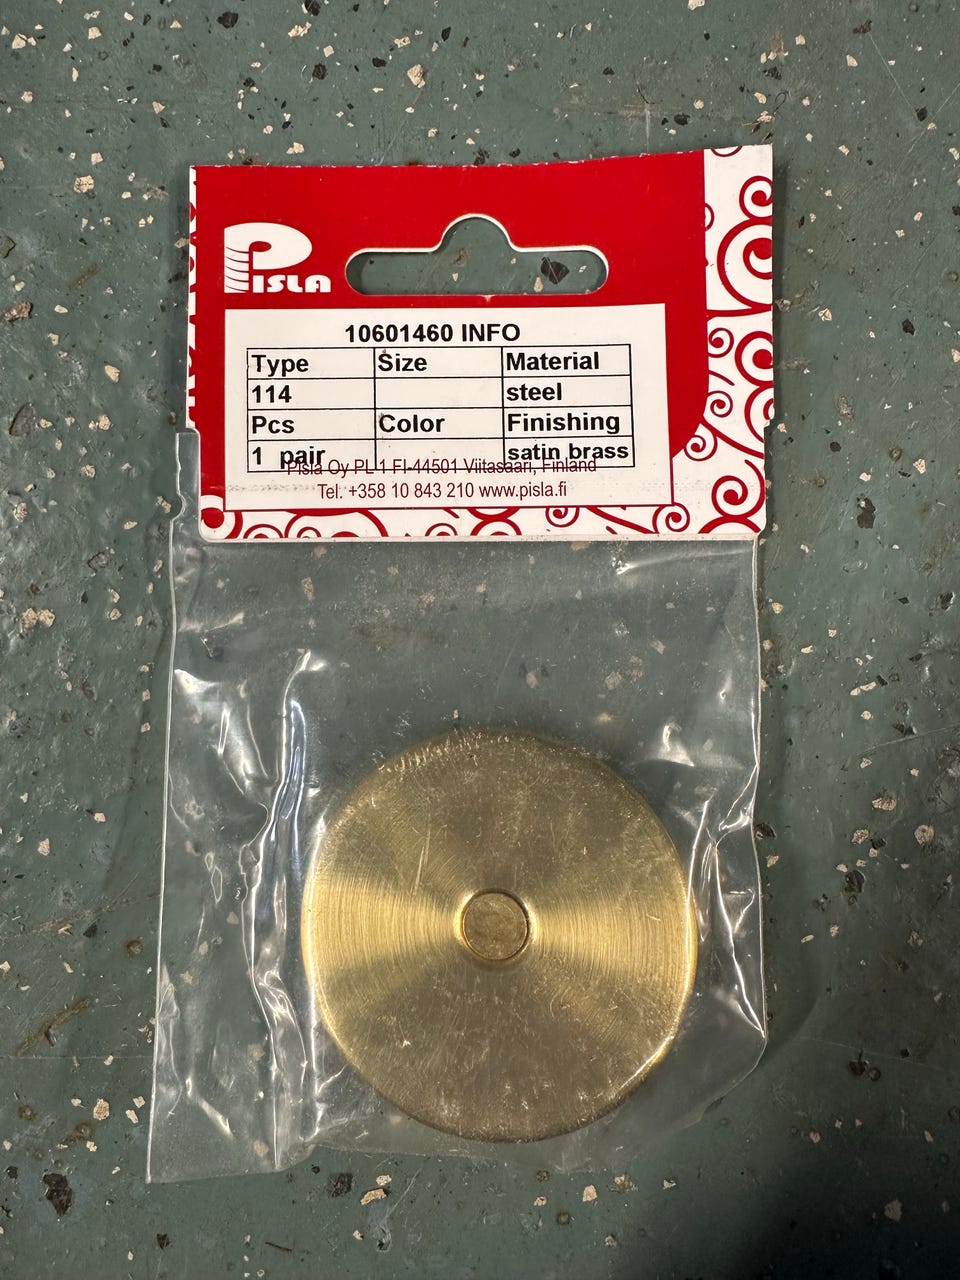 PISLA
10601460 INFO
Type Size Material
114 steel
Pcs Color Finishing
1 pair satin brass
Pisla Oy PL 1 FI-44501 Viitasaari, Finland
Tel. +358 10 843 210 www.pisla.fi